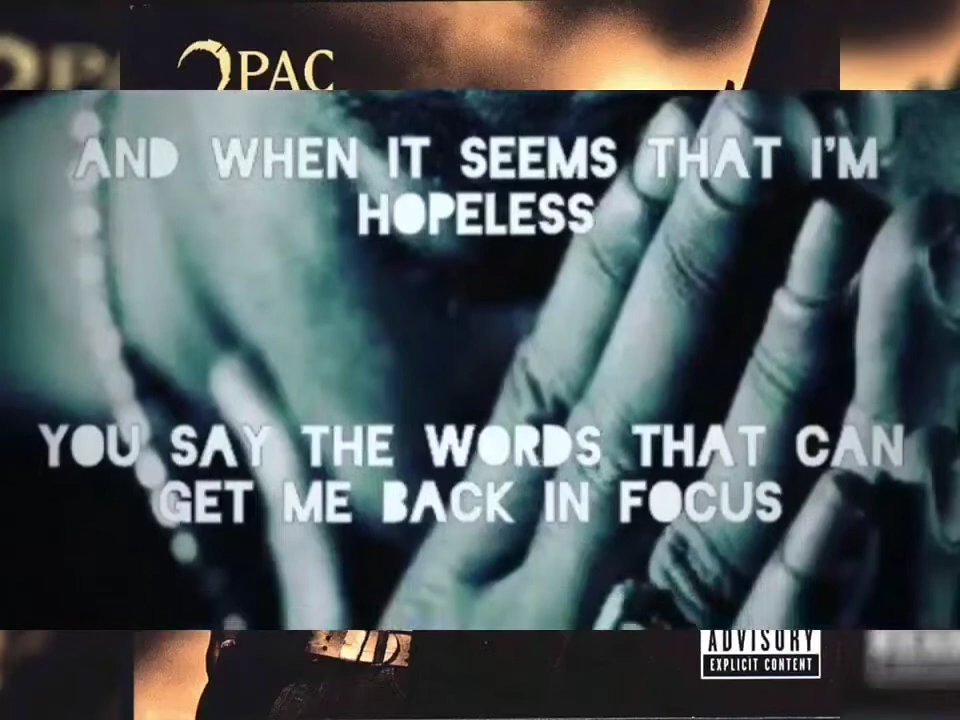 2PAC
AND WHEN IT SEEMS THAT I'M
HOPELESS
YOU SAY THE WORDS THAT CAN
GET ME BACK IN FOCUS
ADVISORY
EXPLICIT CONTENT